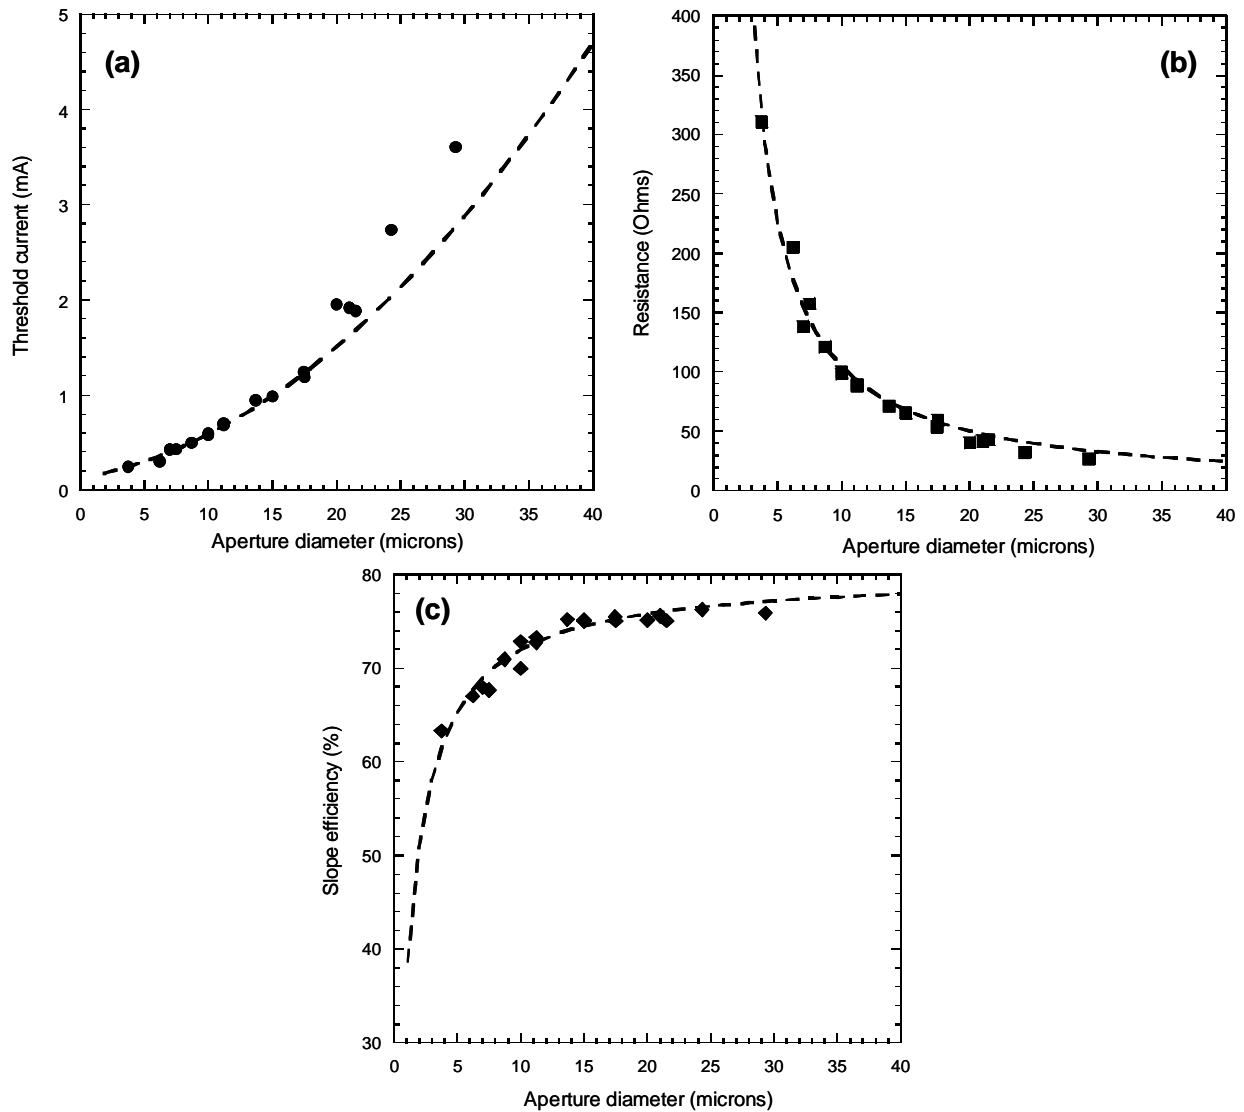 (a)
Threshold current (mA)
5
4
3
2
1
0
0 5 10 15 20 25 30 35 40
Aperture diameter (microns)
(b)
Resistance (Ohms)
400
350
300
250
200
150
100
50
0
0 5 10 15 20 25 30 35 40
Aperture diameter (microns)
(c)
Slope efficiency (%)
80
70
60
50
40
30
0 5 10 15 20 25 30 35 40
Aperture diameter (microns)